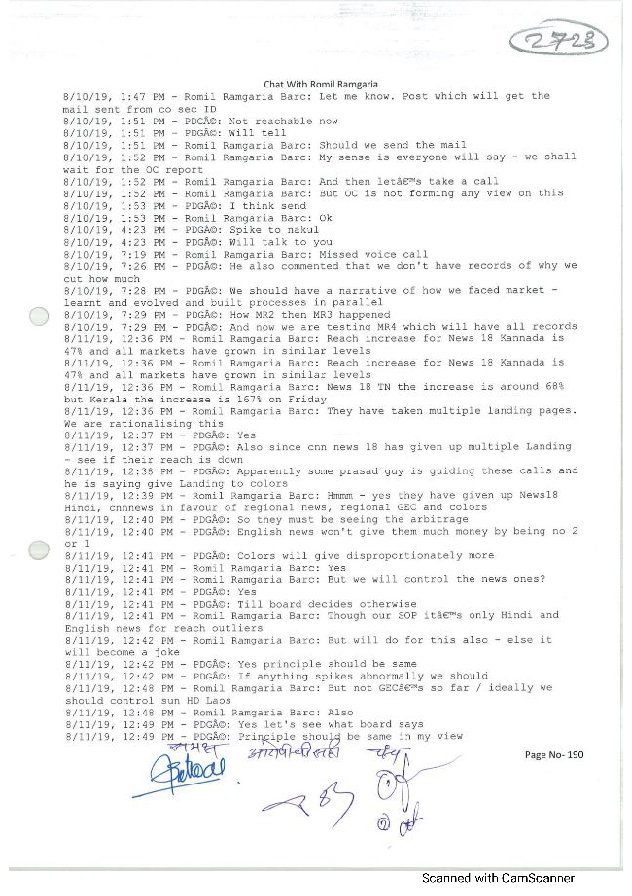 2723
Chat With Romil Ramgaria
8/10/19, 1:47 PM - Romil Ramgaria Barc: Let me know. Post which will get the
mail sent from co sec ID
8/10/19, 1:51 PM - PDGÃ©: Not reachable now
8/10/19, 1:51 PM - PDGÃ©: Will tell
8/10/19, 1:51 PM - Romil Ramgaria Barc: Should we send the mail
8/10/19, 1:52 PM - Romil Ramgaria Barc: My sense is everyone will say - we shall
wait for the OC report
8/10/19, 1:52 PM - Romil Ramgaria Barc: And then letâ€™s take a call
8/10/19, 1:52 PM - Romil Ramgaria Barc: But OC is not forming any view on this
8/10/19, 1:53 PM - PDGÃ©: I think send
8/10/19, 1:53 PM - Romil Ramgaria Barc: Ok
8/10/19, 4:23 PM - PDGÃ©: Spike to nakul
8/10/19, 4:23 PM - PDGÃ©: Will talk to you
8/10/19, 7:19 PM - Romil Ramgaria Barc: Missed voice call
8/10/19, 7:26 PM - PDGÃ©: He also commented that we don't have records of why we
cut how much
8/10/19, 7:28 PM - PDGÃ©: We should have a narrative of how we faced market -
learnt and evolved and built processes in parallel
8/10/19, 7:29 PM - PDGÃ©: How MR2 then MR3 happened
8/10/19, 7:29 PM - PDGÃ©: And now we are testing MR4 which will have all records
8/11/19, 12:36 PM - Romil Ramgaria Barc: Reach increase for News 18 Kannada is
47% and all markets have grown in similar levels
8/11/19, 12:36 PM - Romil Ramgaria Barc: Reach increase for News 18 Kannada is
47% and all markets have grown in similar levels
8/11/19, 12:36 PM - Romil Ramgaria Barc: News 18 TN the increase is around 68%
but Kerala the increase is 167% on Friday
8/11/19, 12:36 PM - Romil Ramgaria Barc: They have taken multiple landing pages.
We are rationalising this
8/11/19, 12:37 PM - PDGÃ©: Yes
8/11/19, 12:37 PM - PDGÃ©: Also since cnn news 18 has given up multiple Landing
- see if their reach is down
8/11/19, 12:38 PM - PDGÃ©: Apparently some prasad guy is guiding these calls and
he is saying give Landing to colors
8/11/19, 12:39 PM - Romil Ramgaria Barc: Hmmm - yes they have given up News18
Hindi, cnnnews in favour of regional news, regional GEC and colors
8/11/19, 12:40 PM - PDGÃ©: So they must be seeing the arbitrage
8/11/19, 12:40 PM - PDGÃ©: English news won't give them much money by being no 2
or 1
8/11/19, 12:41 PM - PDGÃ©: Colors will give disproportionately more
8/11/19, 12:41 PM - Romil Ramgaria Barc: Yes
8/11/19, 12:41 PM - Romil Ramgaria Barc: But we will control the news ones?
8/11/19, 12:41 PM - PDGÃ©: Yes
8/11/19, 12:41 PM - PDGÃ©: Till board decides otherwise
8/11/19, 12:41 PM - Romil Ramgaria Barc: Though our SOP itâ€™s only Hindi and
English news for reach outliers
8/11/19, 12:42 PM - Romil Ramgaria Barc: But will do for this also - else it
will become a joke
8/11/19, 12:42 PM - PDGÃ©: Yes principle should be same
8/11/19, 12:42 PM - PDGÃ©: If anything spikes abnormally we should
8/11/19, 12:48 PM - Romil Ramgaria Barc: But not GECâ€™s so far / ideally we
should control sun HD Laos
8/11/19, 12:48 PM - Romil Ramgaria Barc: Also
8/11/19, 12:49 PM - PDGÃ©: Yes let's see what board says
8/11/19, 12:49 PM - PDGÃ©: Principle should be same in my view
Page No- 190
Scanned with CamScanner